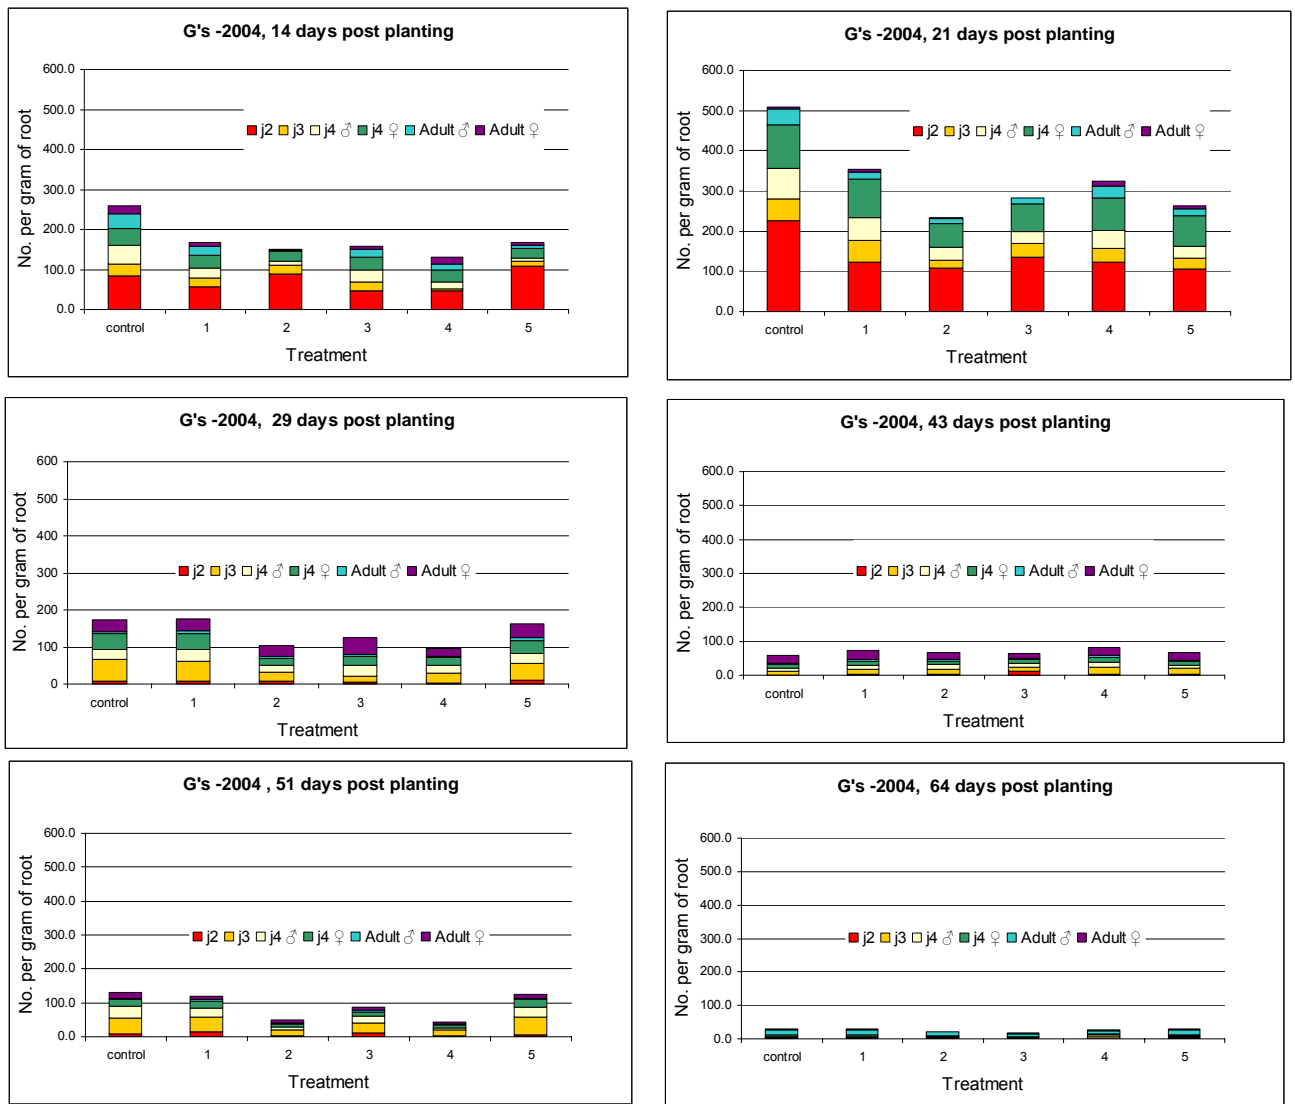 G's -2004, 14 days post planting
No. per gram of root
600.0
500.0
400.0
300.0
200.0
100.0
0.0
j2 j3 j4 ♂ j4 ♀ Adult ♂ Adult ♀
control 1 2 3 4 5
Treatment
G's -2004, 21 days post planting
No. per gram of root
600.0
500.0
400.0
300.0
200.0
100.0
0.0
j2 j3 j4 ♂ j4 ♀ Adult ♂ Adult ♀
control 1 2 3 4 5
Treatment
G's -2004, 29 days post planting
No. per gram of root
600
500
400
300
200
100
0
j2 j3 j4 ♂ j4 ♀ Adult ♂ Adult ♀
control 1 2 3 4 5
Treatment
G's -2004, 43 days post planting
No. per gram of root
600.0
500.0
400.0
300.0
200.0
100.0
0.0
j2 j3 j4 ♂ j4 ♀ Adult ♂ Adult ♀
control 1 2 3 4 5
Treatment
G's -2004 , 51 days post planting
No. per gram of root
600.0
500.0
400.0
300.0
200.0
100.0
0.0
j2 j3 j4 ♂ j4 ♀ Adult ♂ Adult ♀
control 1 2 3 4 5
Treatment
G's -2004, 64 days post planting
No. per gram of root
600.0
500.0
400.0
300.0
200.0
100.0
0.0
j2 j3 j4 ♂ j4 ♀ Adult ♂ Adult ♀
control 1 2 3 4 5
Treatment